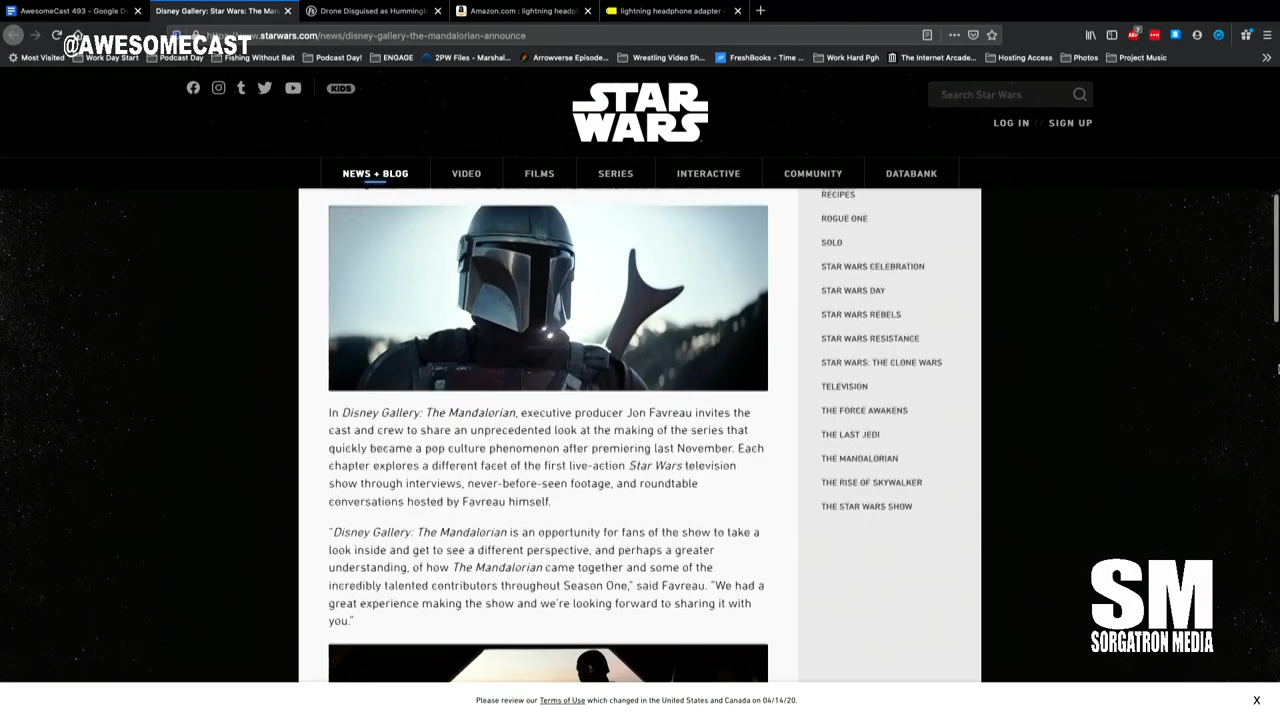 AwesomeCast 493 - Google D
Disney Gallery: Star Wars: The Man
Drone Disguised as Hummingb
Amazon.com : lightning headph
lightning headphone adapter -
@AWESOMECAST
www.starwars.com/news/disney-gallery-the-mandalorian-announce
Most Visited
Work Day Start
Podcast Day
Fishing Without Bait
Podcast Day!
ENGAGE
2PW Files - Marshal...
Arrowverse Episode...
Wrestling Video Sh...
FreshBooks - Time ...
Work Hard Pgh
The Internet Arcade...
Hosting Access
Photos
Project Music
KIDS
STAR WARS
Search Star Wars
LOG IN // SIGN UP
NEWS + BLOG
VIDEO
FILMS
SERIES
INTERACTIVE
COMMUNITY
DATABANK
RECIPES
ROGUE ONE
SOLO
STAR WARS CELEBRATION
STAR WARS DAY
STAR WARS REBELS
STAR WARS RESISTANCE
STAR WARS: THE CLONE WARS
TELEVISION
THE FORCE AWAKENS
THE LAST JEDI
THE MANDALORIAN
THE RISE OF SKYWALKER
THE STAR WARS SHOW
In Disney Gallery: The Mandalorian, executive producer Jon Favreau invites the
cast and crew to share an unprecedented look at the making of the series that
quickly became a pop culture phenomenon after premiering last November. Each
chapter explores a different facet of the first live-action Star Wars television
show through interviews, never-before-seen footage, and roundtable
conversations hosted by Favreau himself.
"Disney Gallery: The Mandalorian is an opportunity for fans of the show to take a
look inside and get to see a different perspective, and perhaps a greater
understanding, of how The Mandalorian came together and some of the
incredibly talented contributors throughout Season One," said Favreau. "We had a
great experience making the show and we're looking forward to sharing it with
you."
SM
SORGATRON MEDIA
Please review our Terms of Use which changed in the United States and Canada on 04/14/20.
X